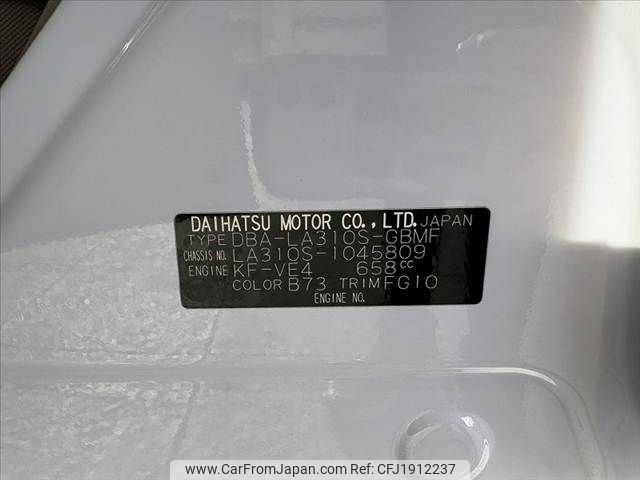 DAIHATSU MOTOR CO.,LTD. JAPAN
TYPE DBA-LA310S-GBMF
CHASSIS NO. LA310S-1045809
ENGINE KF-VE4 658cc
COLOR B73 TRIM FG10
ENGINE NO.
www.CarFromJapan.com - CFJ1912237